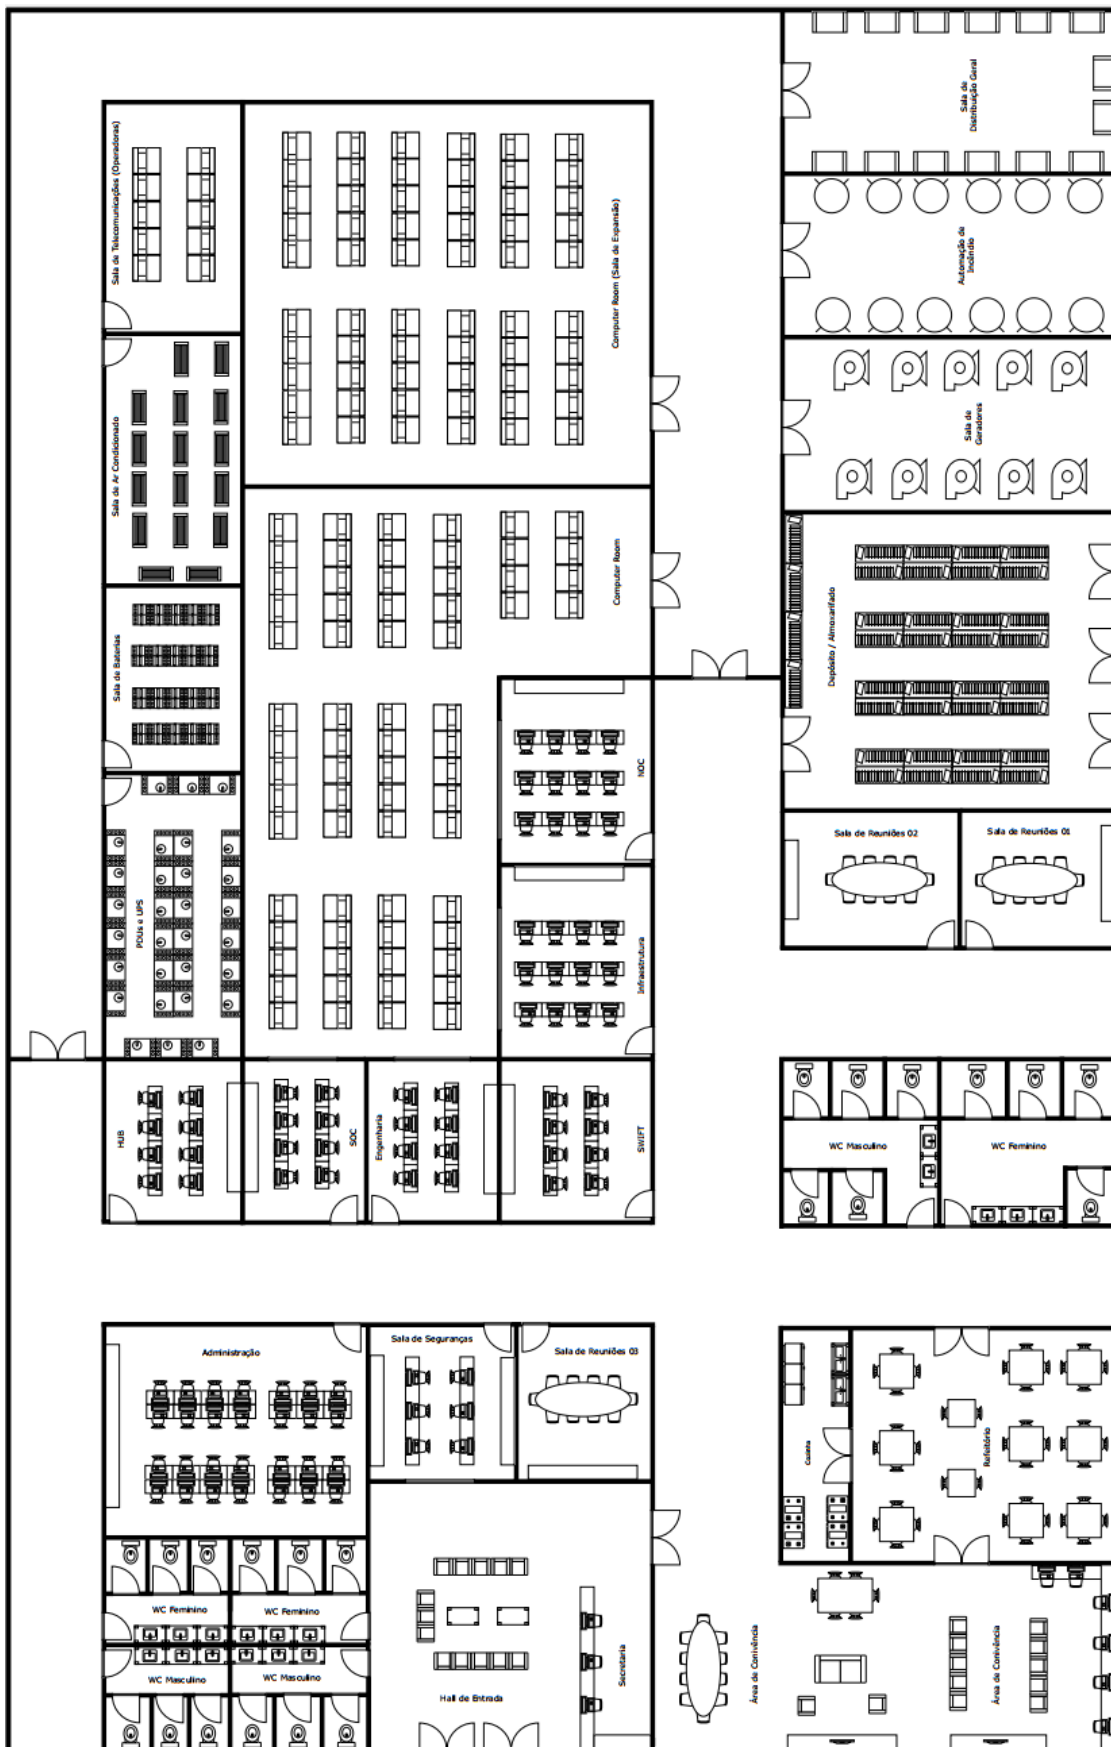 Sala de
Distribuição Geral
Sala de Telecomunicações (Operadoras)
Computer Room (Sala de Expansão)
Automação de
Incêndio
Sala de Ar Condicionado
Sala de
Geradores
Computer Room
Depósito / Almoxarifado
Sala de Baterias
NOC
Sala de Reuniões 02
Sala de Reuniões 01
PDUs e UPS
Infraestrutura
HUB
SOC
Engenharia
SWIFT
WC Masculino
WC Feminino
Administração
Sala de Seguranças
Sala de Reuniões 03
Cozinha
Refeitório
WC Feminino
WC Feminino
WC Masculino
WC Masculino
Hall de Entrada
Secretaria
Área de Conivência
Área de Conivência